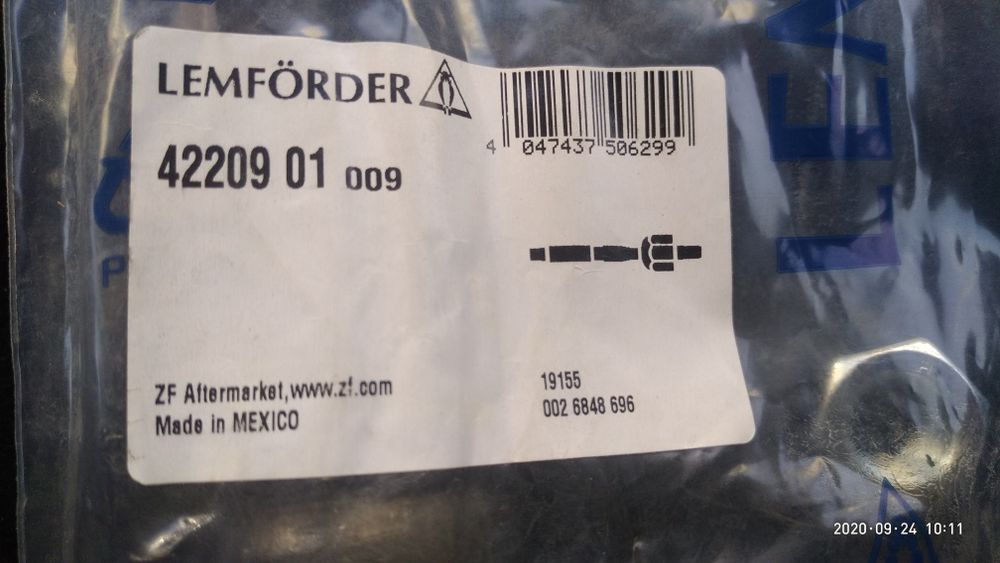 LEMFÖRDER
4 047437 506299
42209 01 009
ZF Aftermarket,www.zf.com
Made in MEXICO
19155
002 6848 696
LEM
P
2020·09·24 10:11